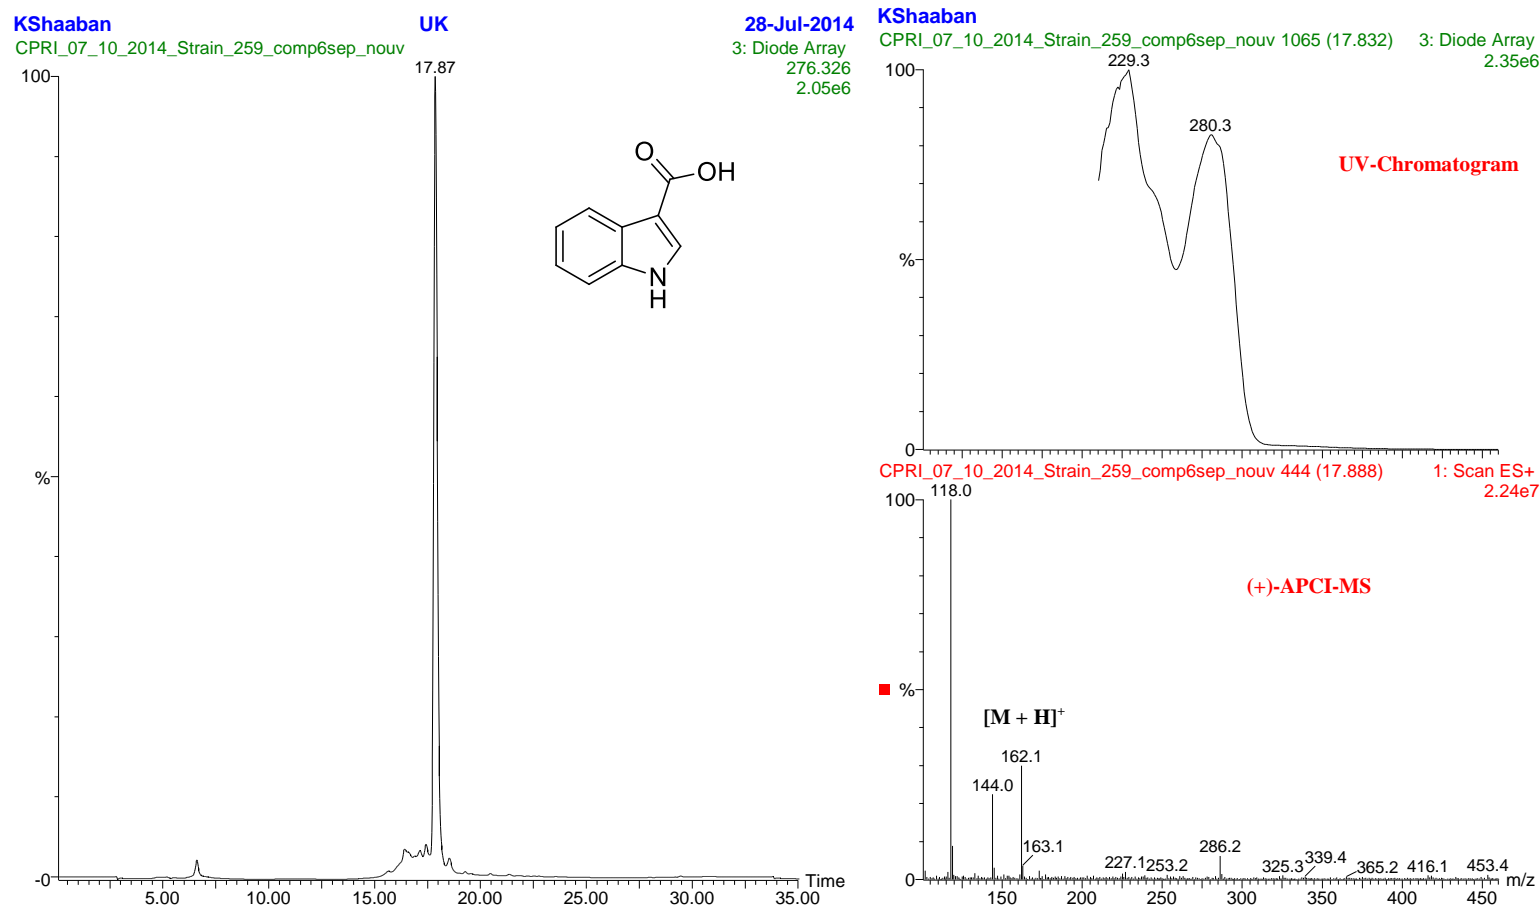 KShaaban UK 28-Jul-2014
CPRI_07_10_2014_Strain_259_comp6sep_nouv 3: Diode Array
276.326
2.05e6
17.87
100
%
-0
5.00 10.00 15.00 20.00 25.00 30.00 35.00
Time
O
OH
N
H
KShaaban
CPRI_07_10_2014_Strain_259_comp6sep_nouv 1065 (17.832) 3: Diode Array
2.35e6
229.3
100
280.3
UV-Chromatogram
%
0
CPRI_07_10_2014_Strain_259_comp6sep_nouv 444 (17.888) 1: Scan ES+
2.24e7
118.0
100
(+)-APCI-MS
%
[M + H]+
162.1
144.0
163.1
227.1 253.2 286.2 325.3 339.4 365.2 416.1 453.4
0
150 200 250 300 350 400 450
m/z